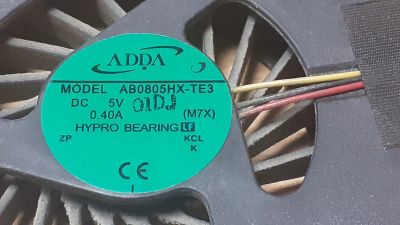 ADDA
MODEL AB0805HX-TE3
DC 5V 01DJ
0.40A (M7X)
HYPRO BEARING LF
ZP KCL
K
CE